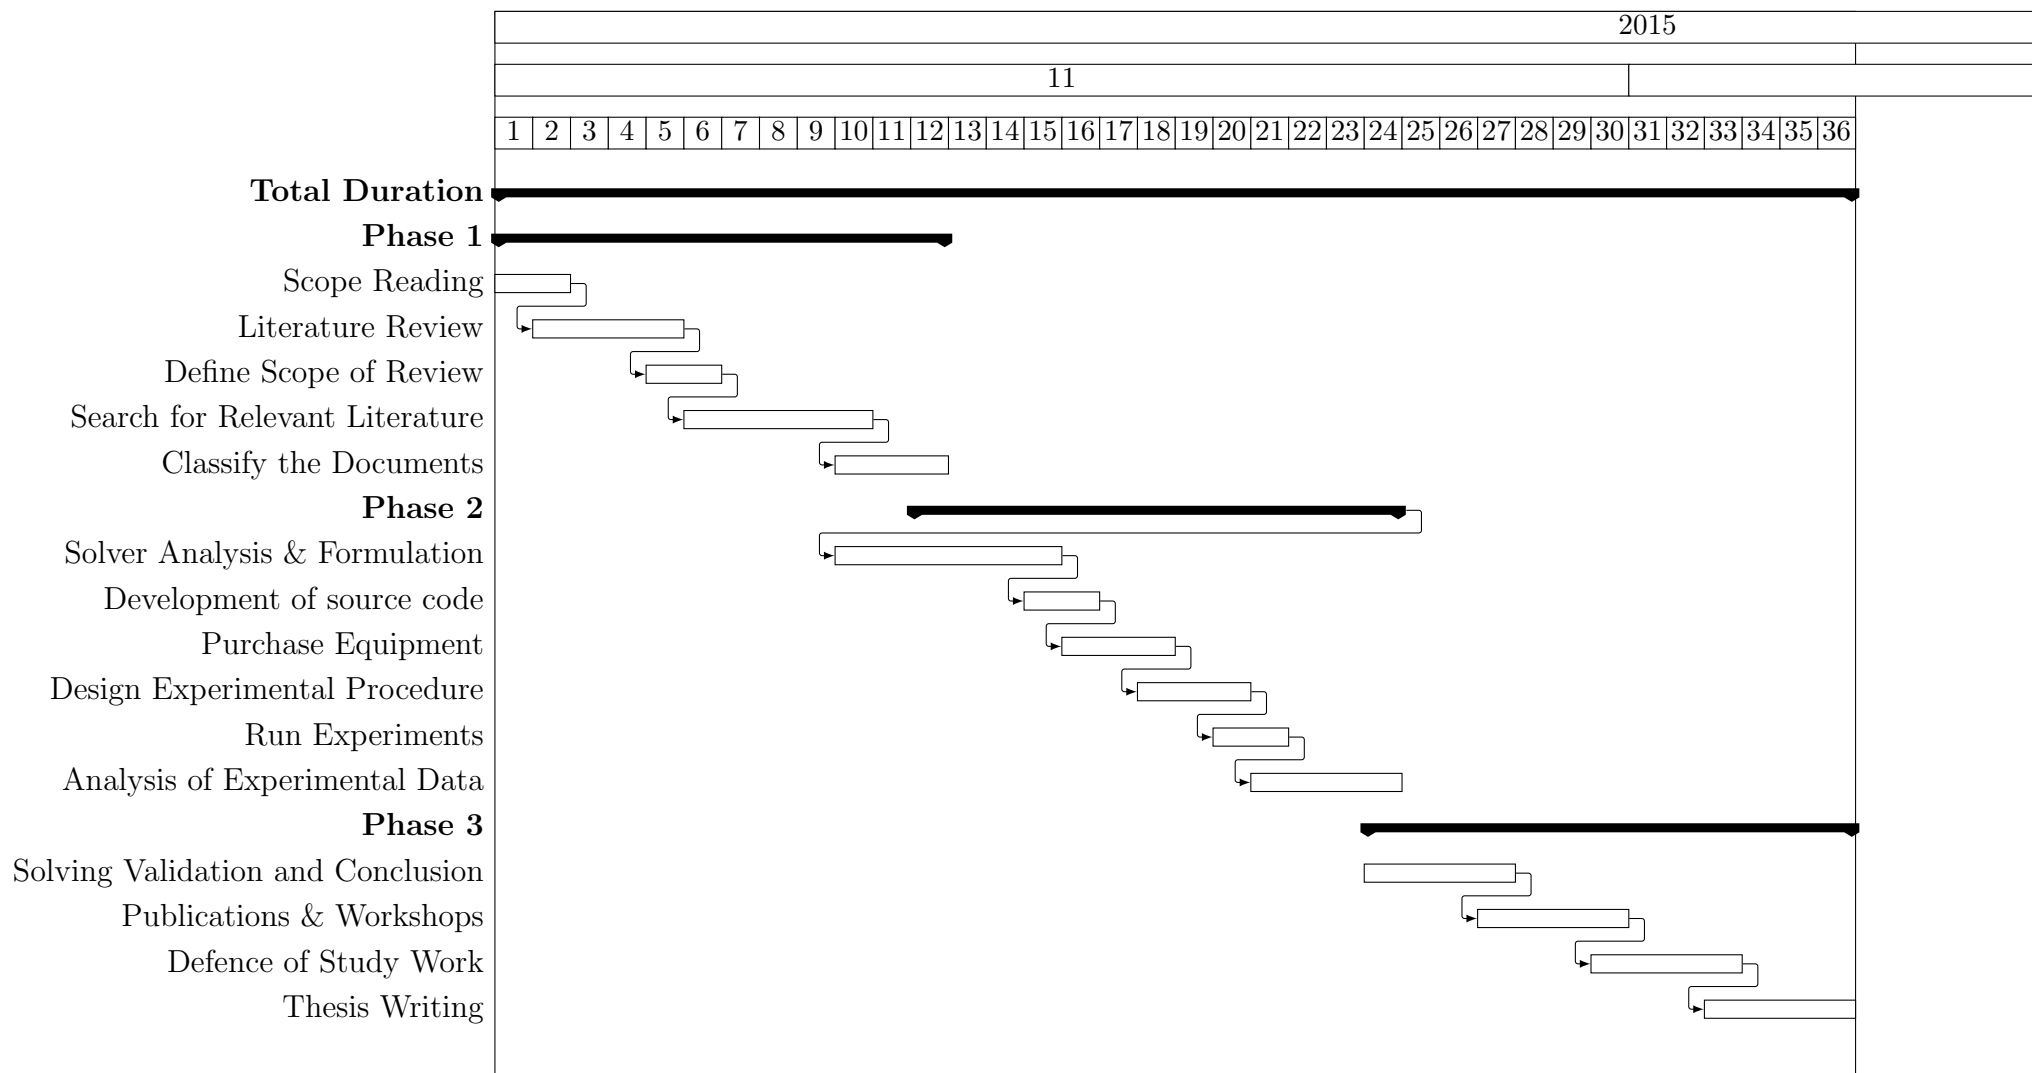 2015
11
1 2 3 4 5 6 7 8 9 10 11 12 13 14 15 16 17 18 19 20 21 22 23 24 25 26 27 28 29 30 31 32 33 34 35 36
Total Duration
Phase 1
Scope Reading
Literature Review
Define Scope of Review
Search for Relevant Literature
Classify the Documents
Phase 2
Solver Analysis & Formulation
Development of source code
Purchase Equipment
Design Experimental Procedure
Run Experiments
Analysis of Experimental Data
Phase 3
Solving Validation and Conclusion
Publications & Workshops
Defence of Study Work
Thesis Writing